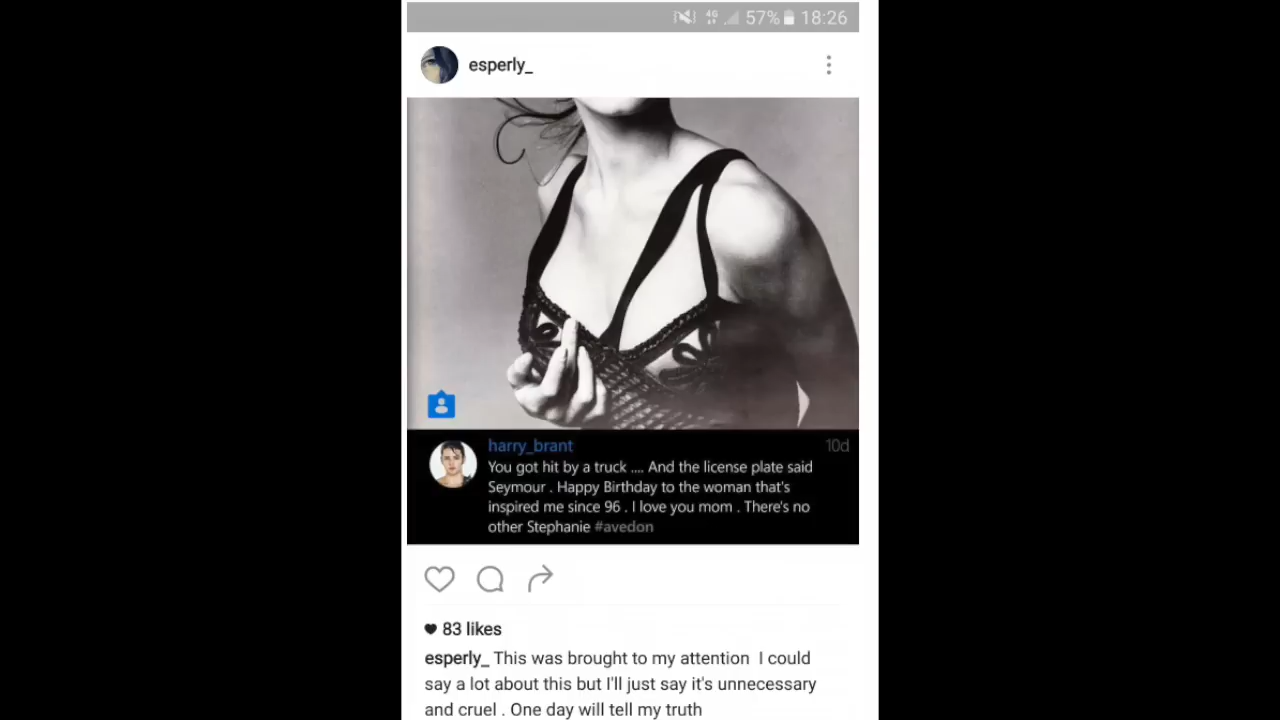 4G 57% 18:26
esperly_
harry_brant 10d
You got hit by a truck .... And the license plate said
Seymour . Happy Birthday to the woman that's
inspired me since 96 . I love you mom . There's no
other Stephanie #avedon
83 likes
esperly_ This was brought to my attention  I could
say a lot about this but I'll just say it's unnecessary
and cruel . One day will tell my truth